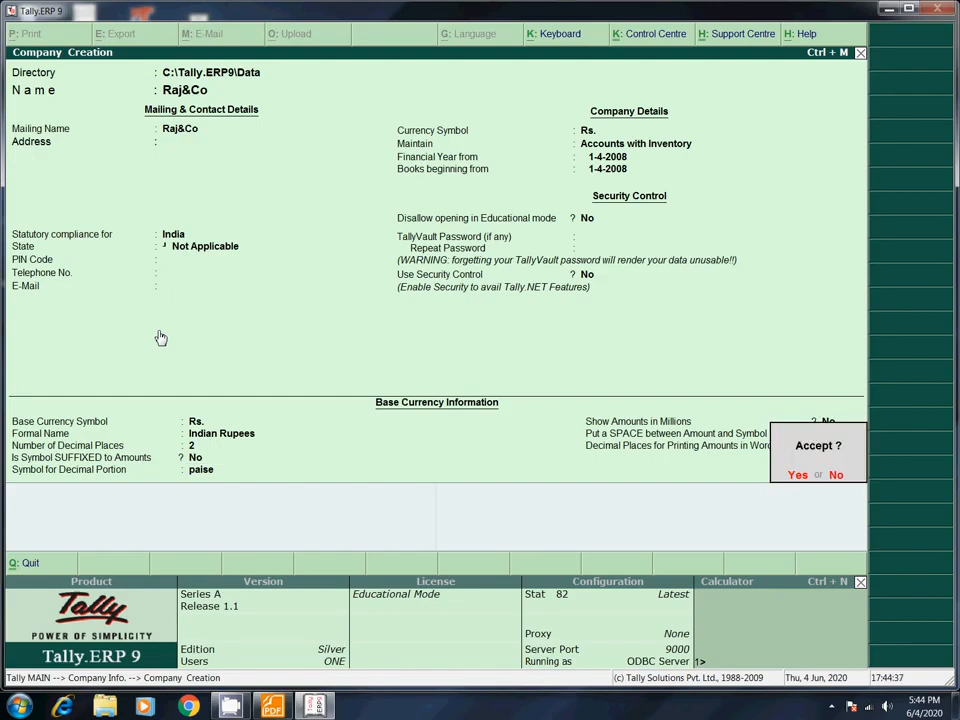 Tally.ERP 9
P: Print E: Export M: E-Mail O: Upload G: Language K: Keyboard K: Control Centre H: Support Centre H: Help
Company Creation Ctrl + M
Directory : C:\Tally.ERP9\Data
Name : Raj&Co
Mailing & Contact Details
Mailing Name : Raj&Co
Address :
Statutory compliance for : India
State : ┘ Not Applicable
PIN Code :
Telephone No. :
E-Mail :
Company Details
Currency Symbol : Rs.
Maintain : Accounts with Inventory
Financial Year from : 1-4-2008
Books beginning from : 1-4-2008
Security Control
Disallow opening in Educational mode ? No
TallyVault Password (if any) :
Repeat Password :
(WARNING: forgetting your TallyVault password will render your data unusable!!)
Use Security Control ? No
(Enable Security to avail Tally.NET Features)
Base Currency Information
Base Currency Symbol : Rs.
Formal Name : Indian Rupees
Number of Decimal Places : 2
Is Symbol SUFFIXED to Amounts ? No
Symbol for Decimal Portion : paise
Show Amounts in Millions ? No
Put a SPACE between Amount and Symbol
Decimal Places for Printing Amounts in Word
Accept ?
Yes or No
Q: Quit
Product
Tally
POWER OF SIMPLICITY
Tally.ERP 9
Version
Series A
Release 1.1
Edition Silver
Users ONE
License
Educational Mode
Configuration
Stat 82 Latest
Proxy None
Server Port 9000
Running as ODBC Server
Calculator Ctrl + N
1>
Tally MAIN --> Company Info. --> Company Creation (c) Tally Solutions Pvt. Ltd., 1988-2009 Thu, 4 Jun, 2020 17:44:37
PDF
5:44 PM
6/4/2020